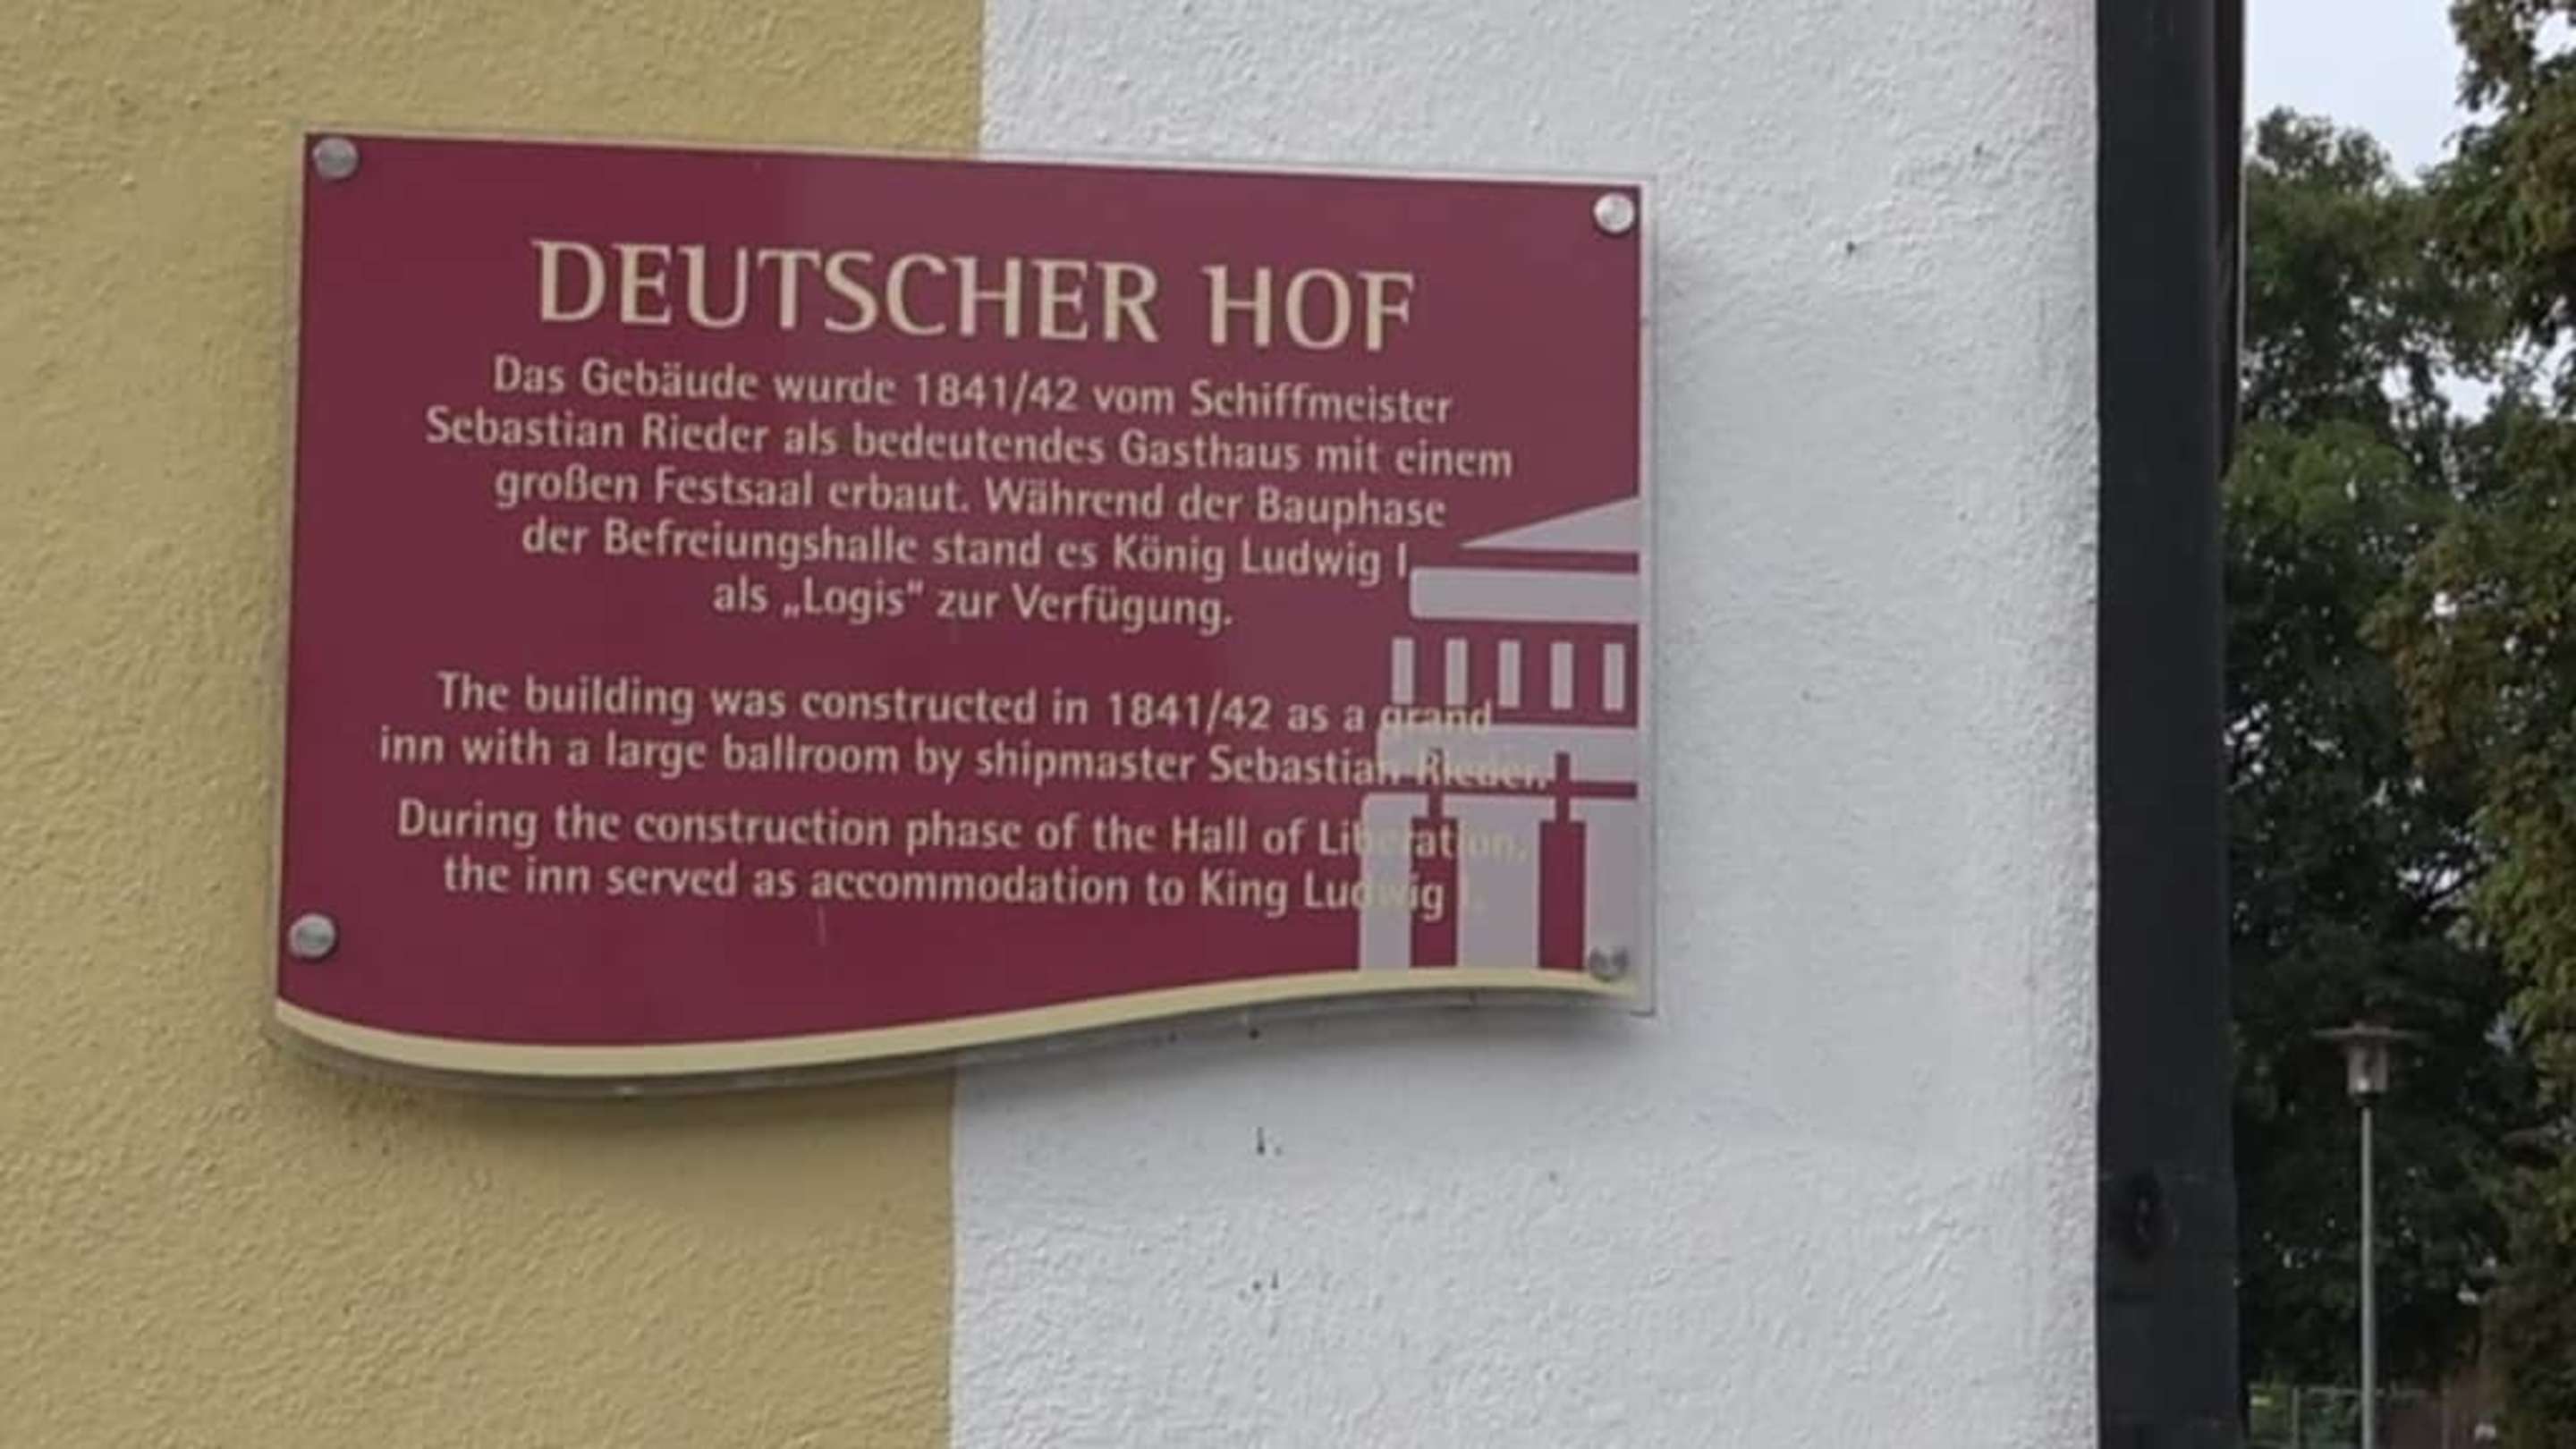 DEUTSCHER HOF
Das Gebäude wurde 1841/42 vom Schiffmeister
Sebastian Rieder als bedeutendes Gasthaus mit einem
großen Festsaal erbaut. Während der Bauphase
der Befreiungshalle stand es König Ludwig I.
als „Logis" zur Verfügung.
The building was constructed in 1841/42 as a grand
inn with a large ballroom by shipmaster Sebastian Rieder.
During the construction phase of the Hall of Liberation,
the inn served as accommodation to King Ludwig I.